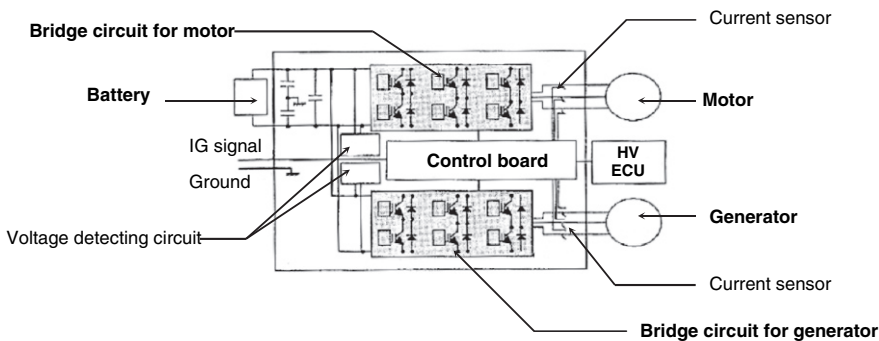 Current sensor
Bridge circuit for motor
Battery
Motor
IG signal
Control board
HV
ECU
Ground
Generator
Voltage detecting circuit
Current sensor
Bridge circuit for generator